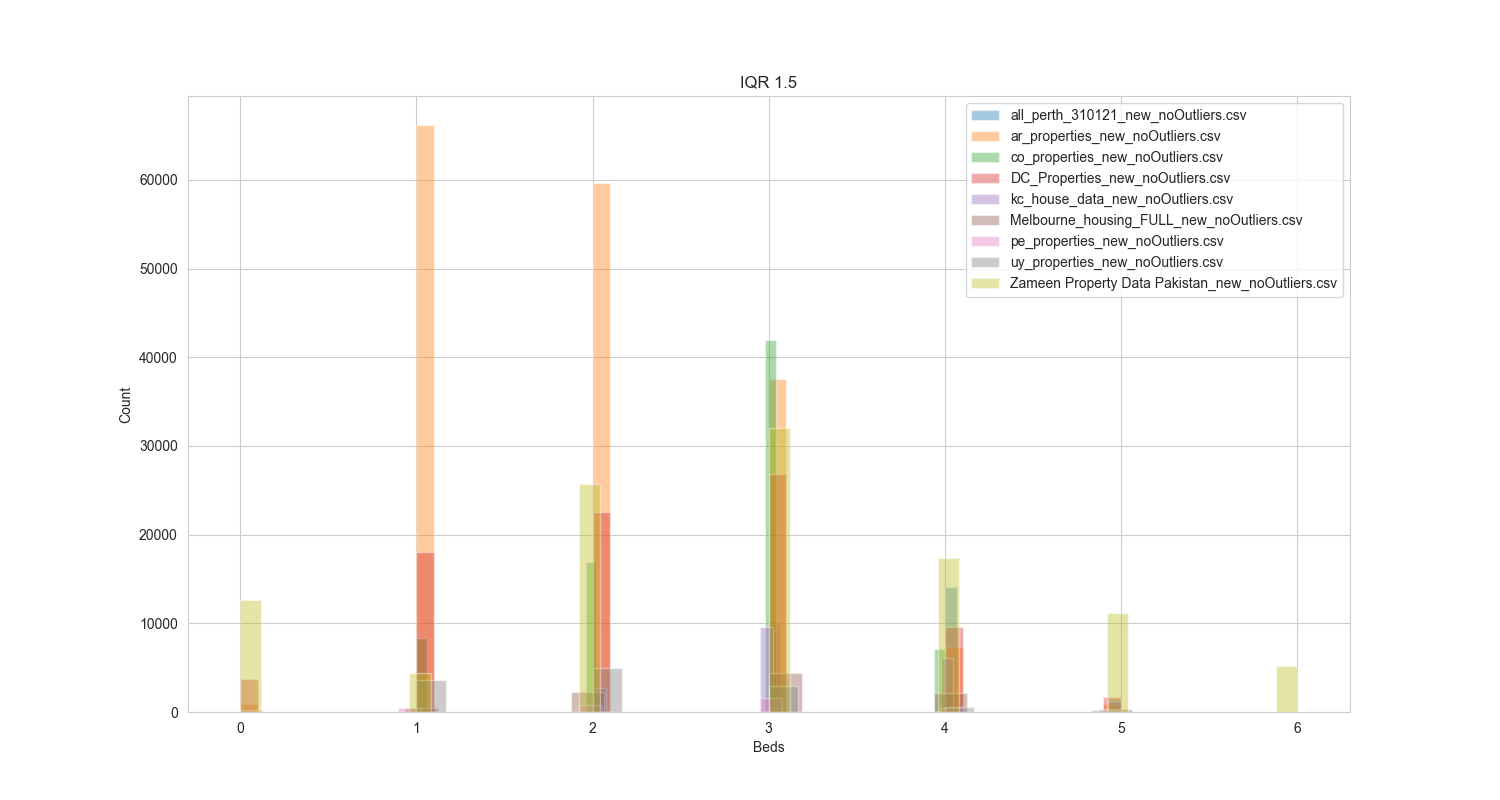 IQR 1.5
all_perth_310121_new_noOutliers.csv
ar_properties_new_noOutliers.csv
co_properties_new_noOutliers.csv
DC_Properties_new_noOutliers.csv
kc_house_data_new_noOutliers.csv
Melbourne_housing_FULL_new_noOutliers.csv
pe_properties_new_noOutliers.csv
uy_properties_new_noOutliers.csv
Zameen Property Data Pakistan_new_noOutliers.csv
60000
50000
40000
30000
20000
10000
0
Count
0 1 2 3 4 5 6
Beds